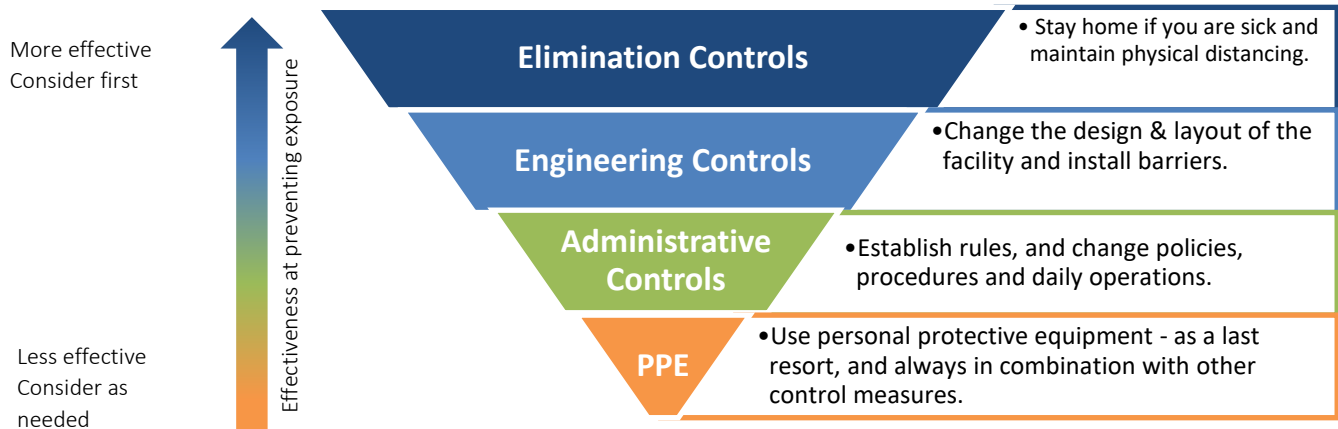 More effective
Consider first
Less effective
Consider as
needed
Effectiveness at preventing exposure
Elimination Controls
• Stay home if you are sick and
maintain physical distancing.
Engineering Controls
•Change the design & layout of the
facility and install barriers.
Administrative
Controls
•Establish rules, and change policies,
procedures and daily operations.
PPE
•Use personal protective equipment - as a last
resort, and always in combination with other
control measures.